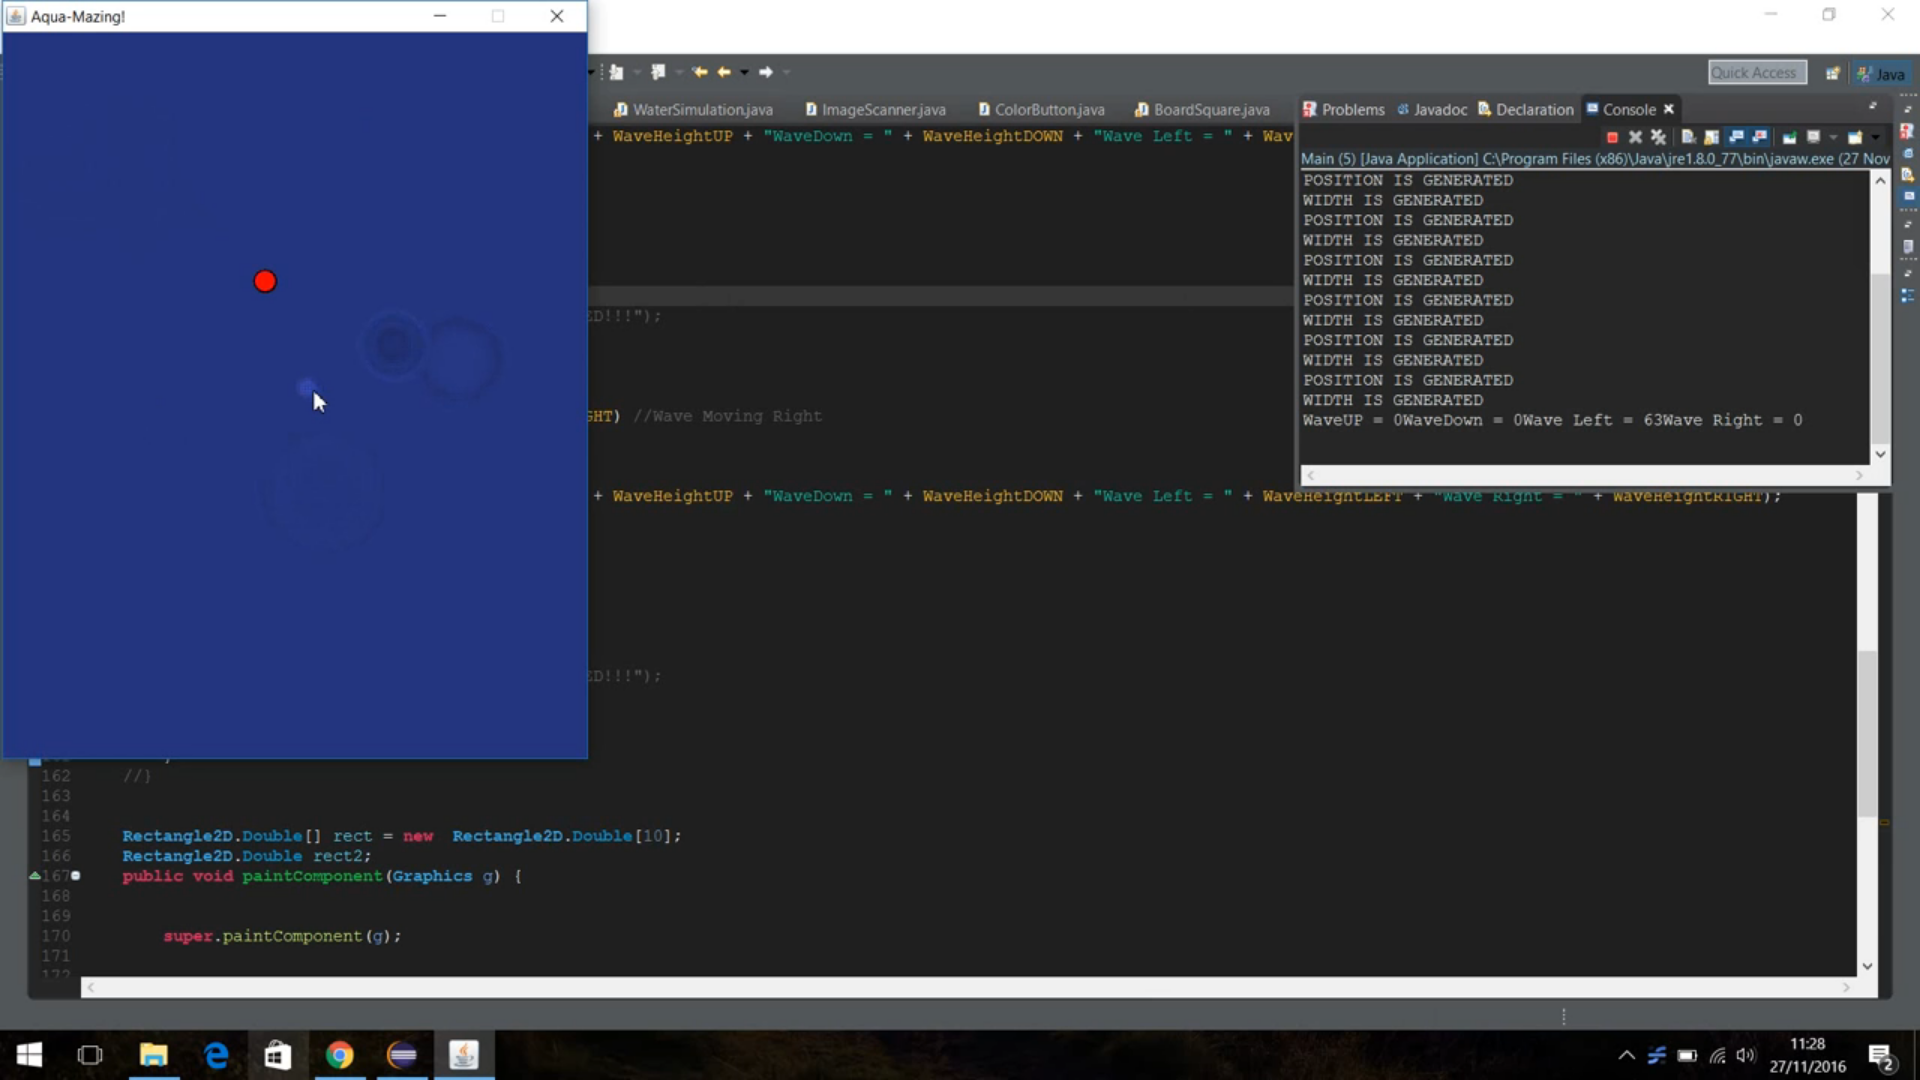 Aqua-Mazing!
Quick Access
Java
WaterSimulation.java
ImageScanner.java
ColorButton.java
BoardSquare.java
Problems
Javadoc
Declaration
Console
+ WaveHeightUP + "WaveDown = " + WaveHeightDOWN + "Wave Left = " + Wav
Main (5) [Java Application] C:\Program Files (x86)\Java\jre1.8.0_77\bin\javaw.exe (27 Nov
POSITION IS GENERATED
WIDTH IS GENERATED
POSITION IS GENERATED
WIDTH IS GENERATED
POSITION IS GENERATED
WIDTH IS GENERATED
POSITION IS GENERATED
WIDTH IS GENERATED
POSITION IS GENERATED
WIDTH IS GENERATED
POSITION IS GENERATED
WIDTH IS GENERATED
WaveUP = 0WaveDown = 0Wave Left = 63Wave Right = 0
ED!!!");
GHT) //Wave Moving Right
+ WaveHeightUP + "WaveDown = " + WaveHeightDOWN + "Wave Left = " + WaveHeightLEFT + "Wave Right = " + WaveHeightRIGHT);
ED!!!");
162 //}
163
164
165 Rectangle2D.Double[] rect = new Rectangle2D.Double[10];
166 Rectangle2D.Double rect2;
167 public void paintComponent(Graphics g) {
168
169
170 super.paintComponent(g);
171
172
11:28
27/11/2016
2